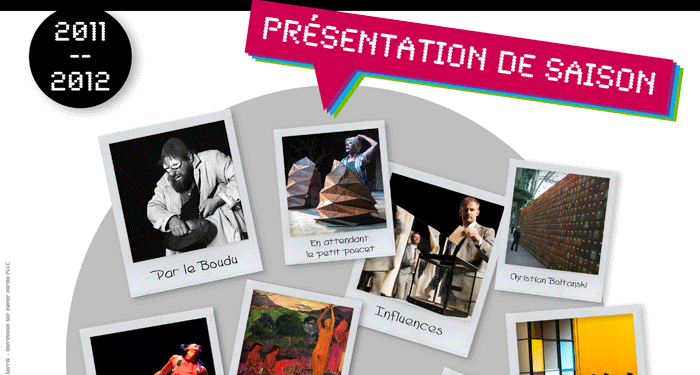 2011
--
2012
PRÉSENTATION DE SAISON
Par le Boudu
En attendant
le petit poucet
Influences
Christian Boltanski